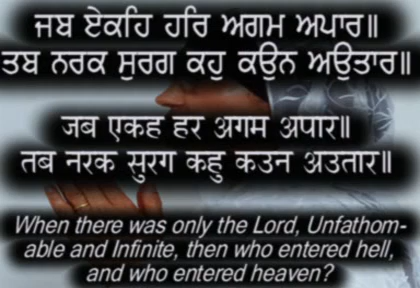 ਜਬ ਏਕਹਿ ਹਰਿ ਅਗਮ ਅਪਾਰ॥
ਤਬ ਨਰਕ ਸੁਰਗ ਕਹੁ ਕਉਨ ਅਉਤਾਰ॥
जब एकह हर अगम अपार॥
तब नरक सुरग कहु कउन अउतार॥
When there was only the Lord, Unfathom-
able and Infinite, then who entered hell,
and who entered heaven?